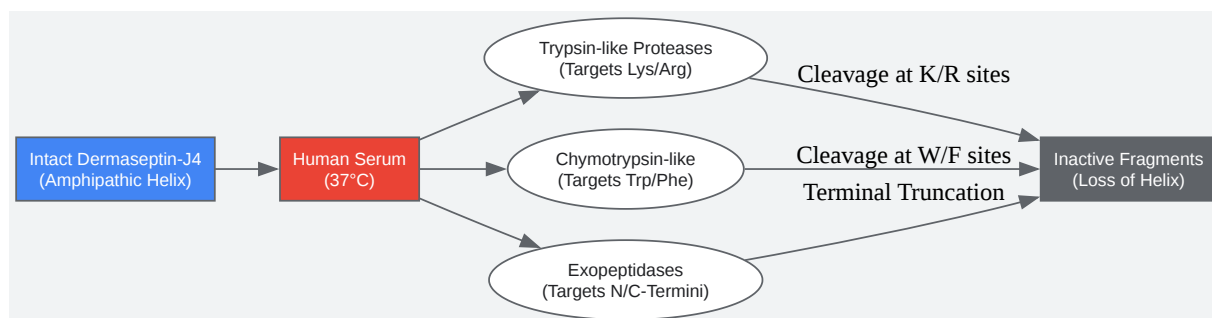 Intact Dermaseptin-J4
(Amphipathic Helix)
Human Serum
(37°C)
Trypsin-like Proteases
(Targets Lys/Arg)
Chymotrypsin-like
(Targets Trp/Phe)
Exopeptidases
(Targets N/C-Termini)
Cleavage at K/R sites
Cleavage at W/F sites
Terminal Truncation
Inactive Fragments
(Loss of Helix)